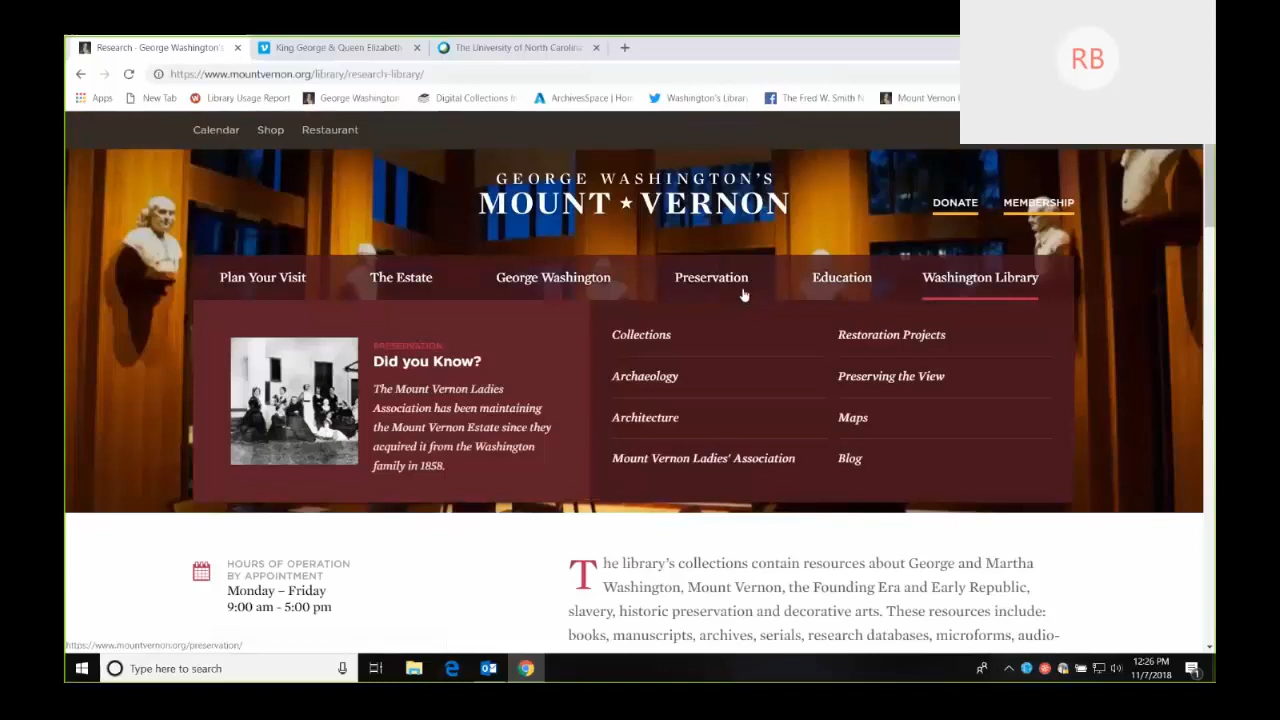 Research - George Washington's
King George & Queen Elizabeth
The University of North Carolina
RB
https://www.mountvernon.org/library/research-library/
Apps
New Tab
Library Usage Report
George Washington
Digital Collections
ArchivesSpace | Hom
Washington's Librar
The Fred W. Smith N
Mount Vernon
Calendar
Shop
Restaurant
GEORGE WASHINGTON'S
MOUNT ★ VERNON
DONATE
MEMBERSHIP
Plan Your Visit
The Estate
George Washington
Preservation
Education
Washington Library
PRESERVATION
Did you Know?
The Mount Vernon Ladies
Association has been maintaining
the Mount Vernon Estate since they
acquired it from the Washington
family in 1858.
Collections
Restoration Projects
Archaeology
Preserving the View
Architecture
Maps
Mount Vernon Ladies' Association
Blog
HOURS OF OPERATION
BY APPOINTMENT
Monday – Friday
9:00 am - 5:00 pm
The library's collections contain resources about George and Martha
Washington, Mount Vernon, the Founding Era and Early Republic,
slavery, historic preservation and decorative arts. These resources include:
books, manuscripts, archives, serials, research databases, microforms, audio-
https://www.mountvernon.org/preservation/
Type here to search
12:26 PM
11/7/2018